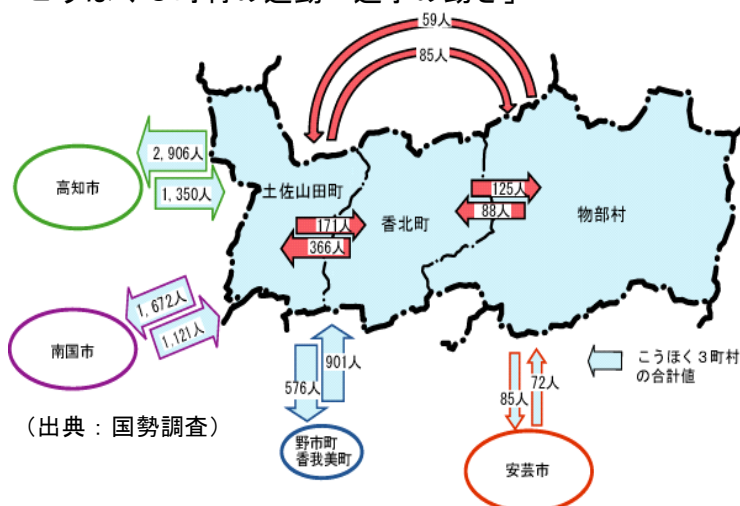 59人
85人
2,906人
1,350人
高知市
土佐山田町
香北町
物部村
125人
88人
171人
366人
1,672人
1,121人
南国市
901人
576人
85人
72人
こうほく3町村
の合計値
(出典:国勢調査)
野市町
香我美町
安芸市